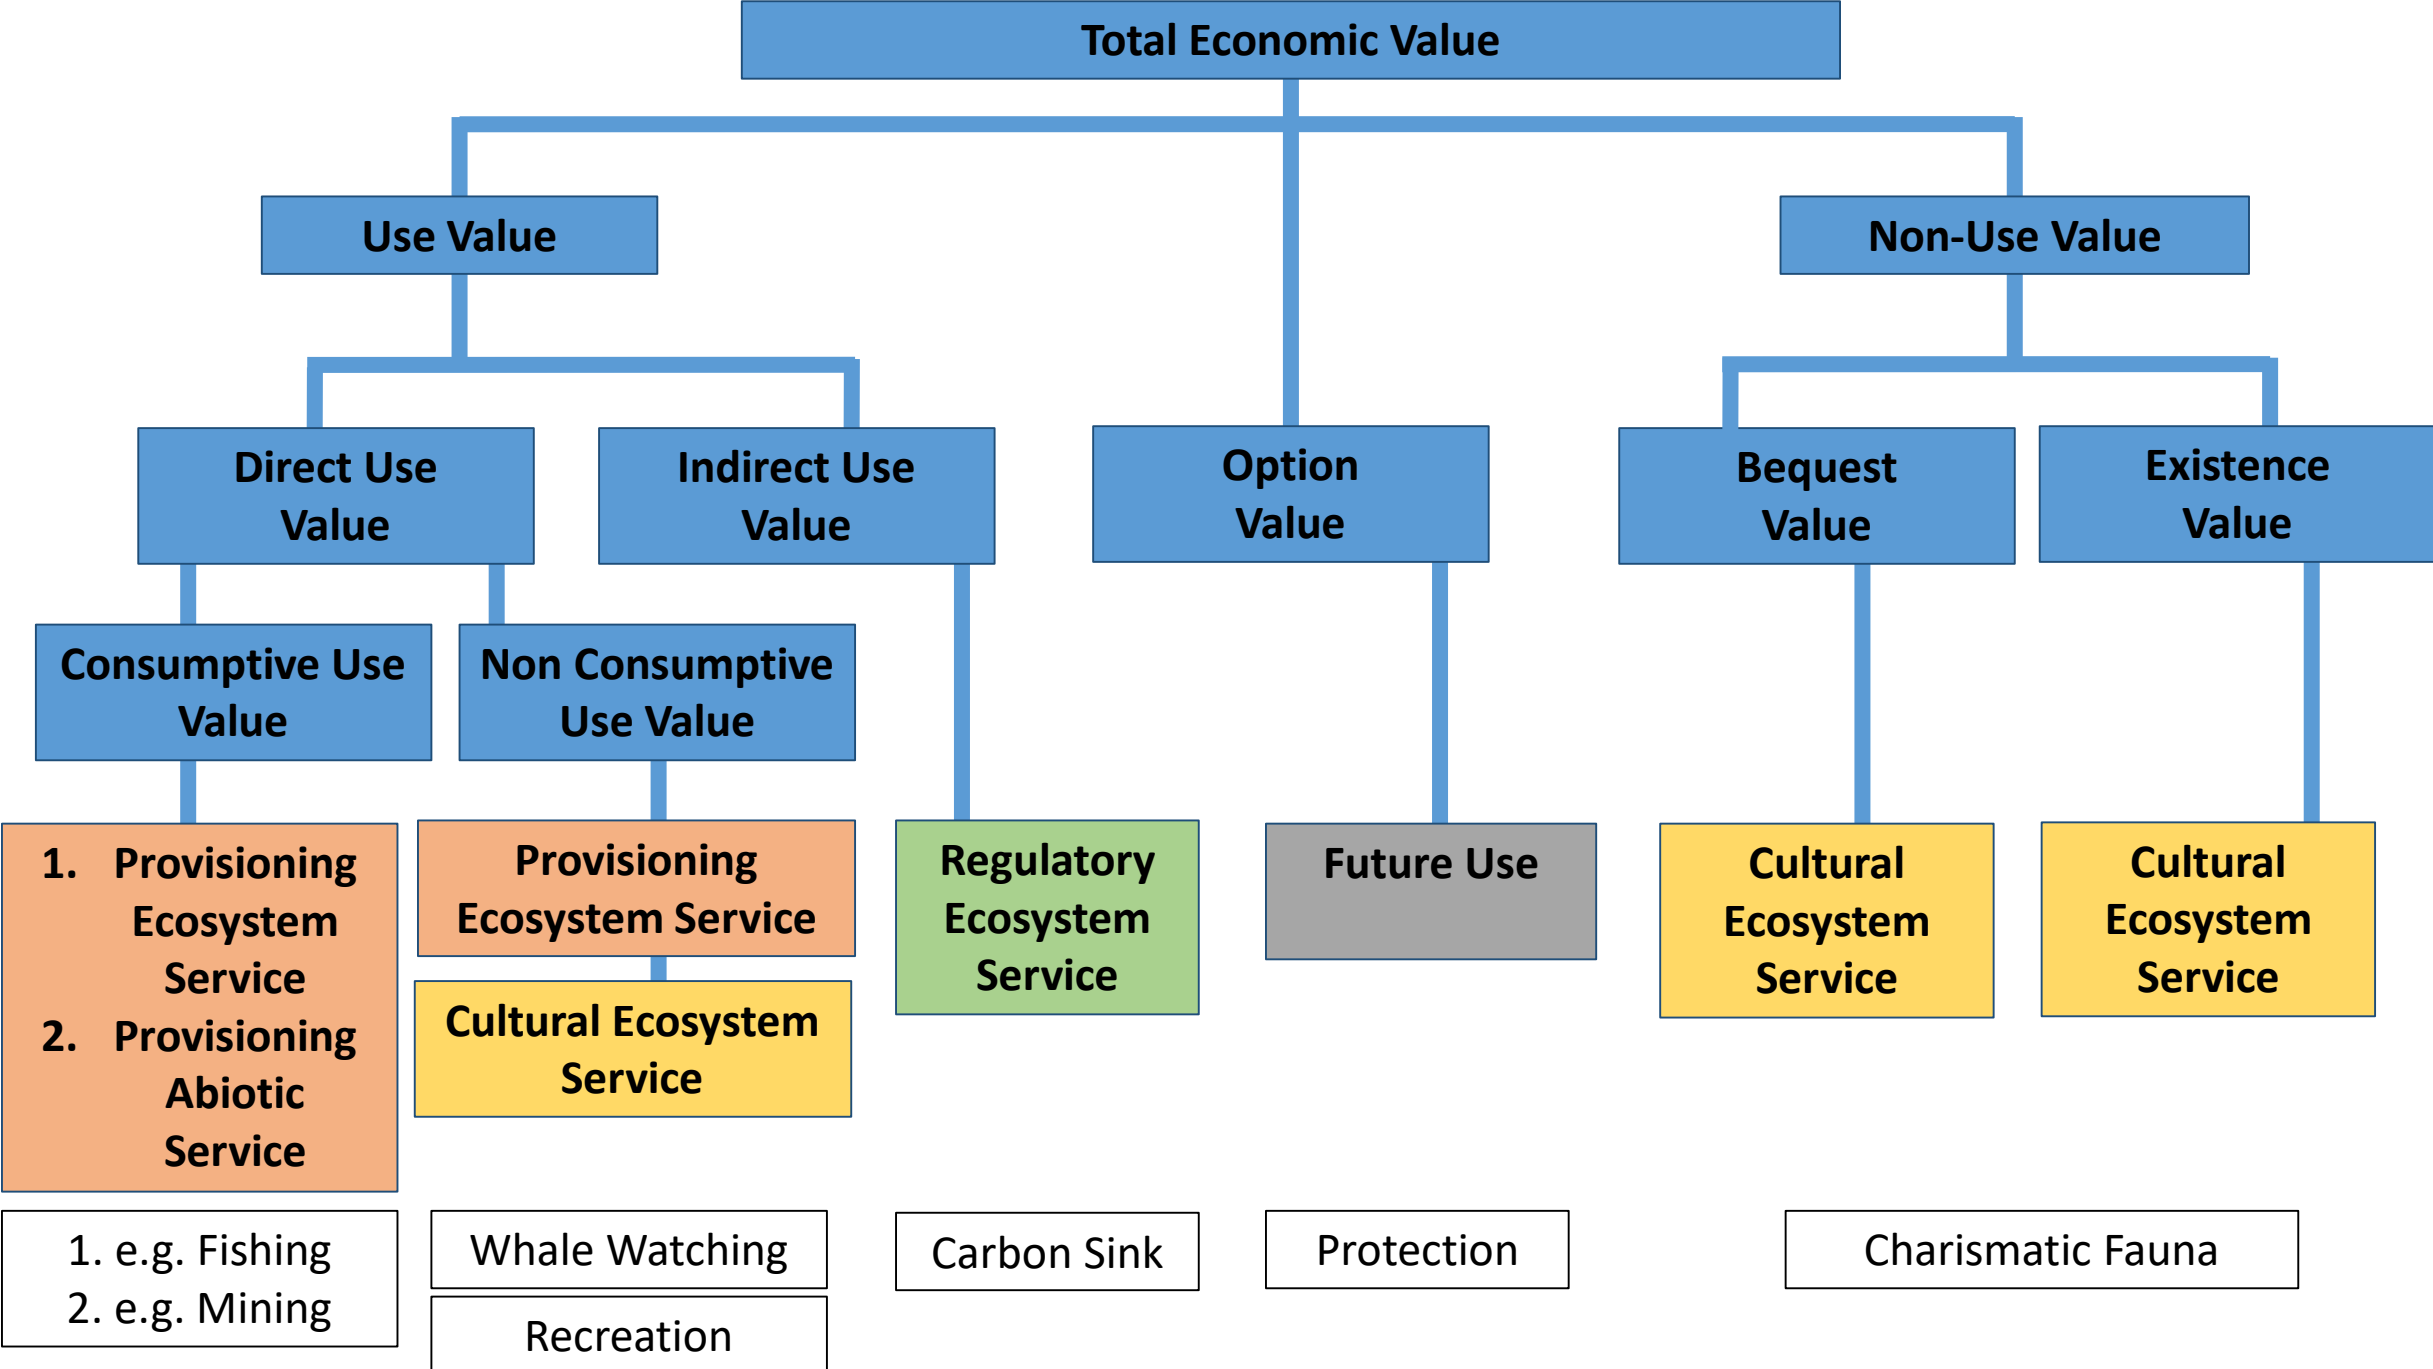 Total Economic Value
Use Value
Non-Use Value
Direct Use
Value
Indirect Use
Value
Option
Value
Bequest
Value
Existence
Value
Consumptive Use
Value
Non Consumptive
Use Value
1. Provisioning
Ecosystem
Service
2. Provisioning
Abiotic
Service
Provisioning
Ecosystem Service
Cultural Ecosystem
Service
Regulatory
Ecosystem
Service
Future Use
Cultural
Ecosystem
Service
Cultural
Ecosystem
Service
1. e.g. Fishing
2. e.g. Mining
Whale Watching
Recreation
Carbon Sink
Protection
Charismatic Fauna